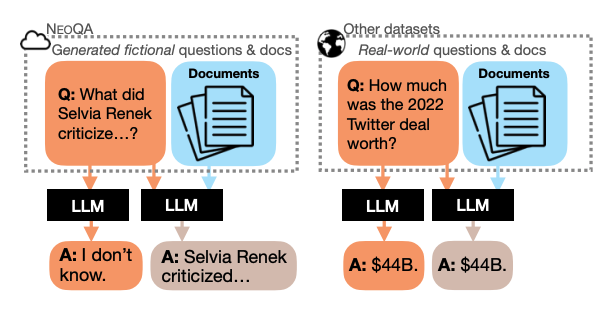 NEOQA
Generated fictional questions & docs
Q: What did
Selvia Renek
criticize...?
Documents
LLM
LLM
A: I don't
know.
A: Selvia Renek
criticized...
Other datasets
Real-world questions & docs
Q: How much
was the 2022
Twitter deal
worth?
Documents
LLM
LLM
A: $44B.
A: $44B.